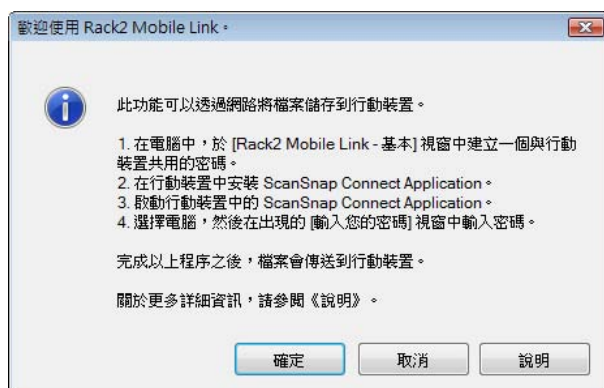 歡迎使用 Rack2 Mobile Link。
此功能可以透過網路將檔案儲存到行動裝置。
1. 在電腦中，於 [Rack2 Mobile Link - 基本] 視窗中建立一個與行動
裝置共用的密碼。
2. 在行動裝置中安裝 ScanSnap Connect Application。
3. 啟動行動裝置中的 ScanSnap Connect Application。
4. 選擇電腦，然後在出現的 [輸入您的密碼] 視窗中輸入密碼。
完成以上程序之後，檔案會傳送到行動裝置。
關於更多詳細資訊，請參閱《說明》。
確定 取消 說明